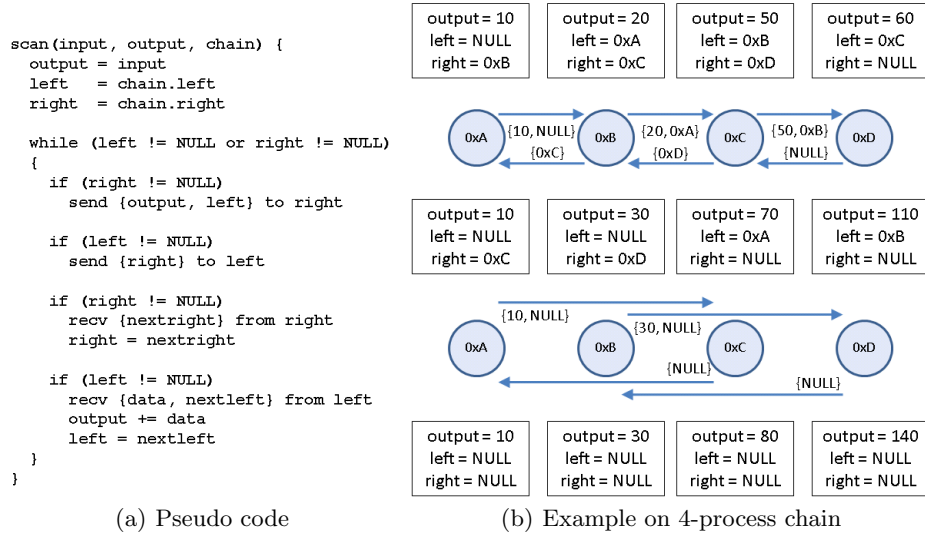 scan(input, output, chain) {
output = input
left = chain.left
right = chain.right
while (left != NULL or right != NULL)
{
if (right != NULL)
send {output, left} to right
if (left != NULL)
send {right} to left
if (right != NULL)
recv {nextright} from right
right = nextright
if (left != NULL)
recv {data, nextleft} from left
output += data
left = nextleft
}
}
(a) Pseudo code
output = 10
left = NULL
right = 0xB
output = 20
left = 0xA
right = 0xC
output = 50
left = 0xB
right = 0xD
output = 60
left = 0xC
right = NULL
0xA
{10, NULL}
{0xC}
0xB
{20, 0xA}
{0xD}
0xC
{50, 0xB}
{NULL}
0xD
output = 10
left = NULL
right = 0xC
output = 30
left = NULL
right = 0xD
output = 70
left = 0xA
right = NULL
output = 110
left = 0xB
right = NULL
{10, NULL}
{30, NULL}
0xA
0xB
0xC
0xD
{NULL}
{NULL}
output = 10
left = NULL
right = NULL
output = 30
left = NULL
right = NULL
output = 80
left = NULL
right = NULL
output = 140
left = NULL
right = NULL
(b) Example on 4-process chain